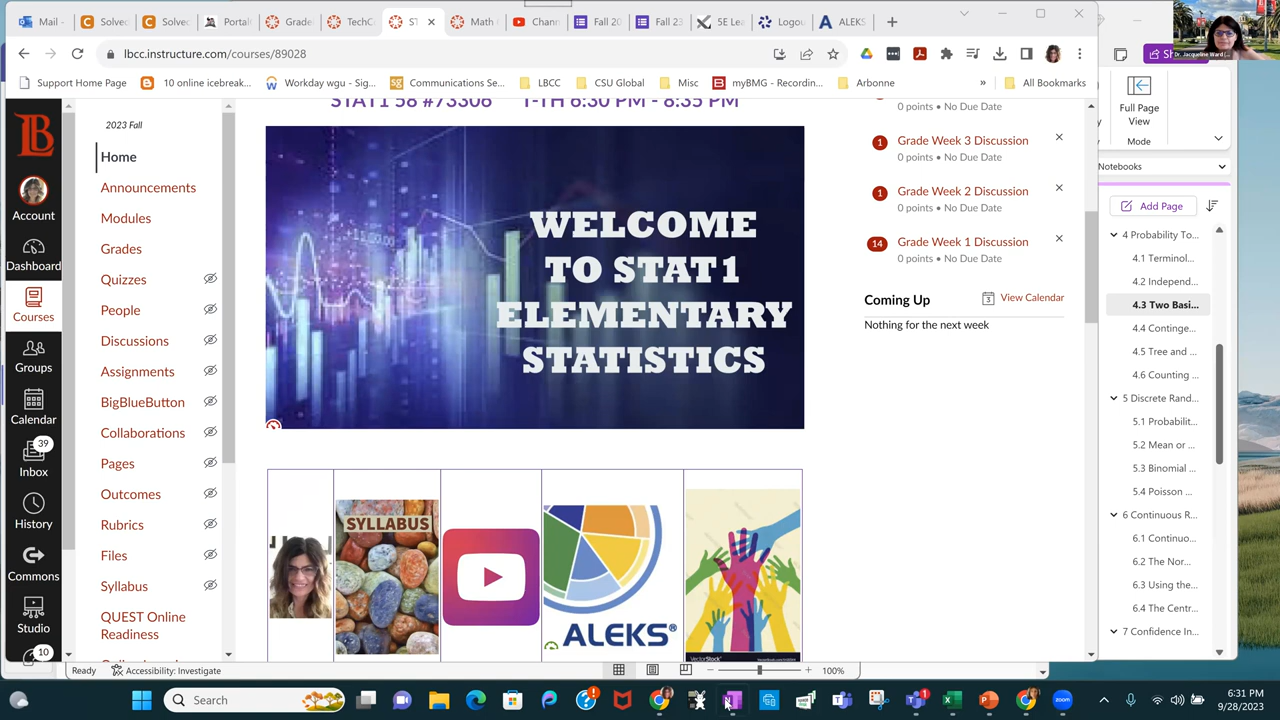 Mail -
Solve
Solve
Portal
Grade
TechC
ST
Math
Chan
Fall 20
Fall 23
5E Lea
Logou
ALEKS
lbcc.instructure.com/courses/89028
Support Home Page
10 online icebreak...
Workday wgu - Sig...
Communications Se...
LBCC
CSU Global
Misc
myBMG - Recordin...
Arbonne
»
All Bookmarks
Dr. Jacqueline Ward
Full Page
View
Mode
Notebooks
Add Page
4 Probability To...
4.1 Terminol...
4.2 Independ...
4.3 Two Basi...
4.4 Continge...
4.5 Tree and ...
4.6 Counting ...
5 Discrete Rand...
5.1 Probabilit...
5.2 Mean or ...
5.3 Binomial ...
5.4 Poisson ...
6 Continuous R...
6.1 Continuo...
6.2 The Nor...
6.3 Using the...
6.4 The Centr...
7 Confidence In...
Account
Dashboard
Courses
Groups
Calendar
39
Inbox
History
Commons
Studio
10
2023 Fall
Home
Announcements
Modules
Grades
Quizzes
People
Discussions
Assignments
BigBlueButton
Collaborations
Pages
Outcomes
Rubrics
Files
Syllabus
QUEST Online
Readiness
STAT1 58 #73306 T-TH 6:30 PM - 8:35 PM
WELCOME
TO STAT1
ELEMENTARY
STATISTICS
SYLLABUS
ALEKS®
VectorStock
0 points • No Due Date
1
Grade Week 3 Discussion
0 points • No Due Date
1
Grade Week 2 Discussion
0 points • No Due Date
14
Grade Week 1 Discussion
0 points • No Due Date
Coming Up
3
View Calendar
Nothing for the next week
Ready
Accessibility: Investigate
100%
Search
1
6:31 PM
9/28/2023